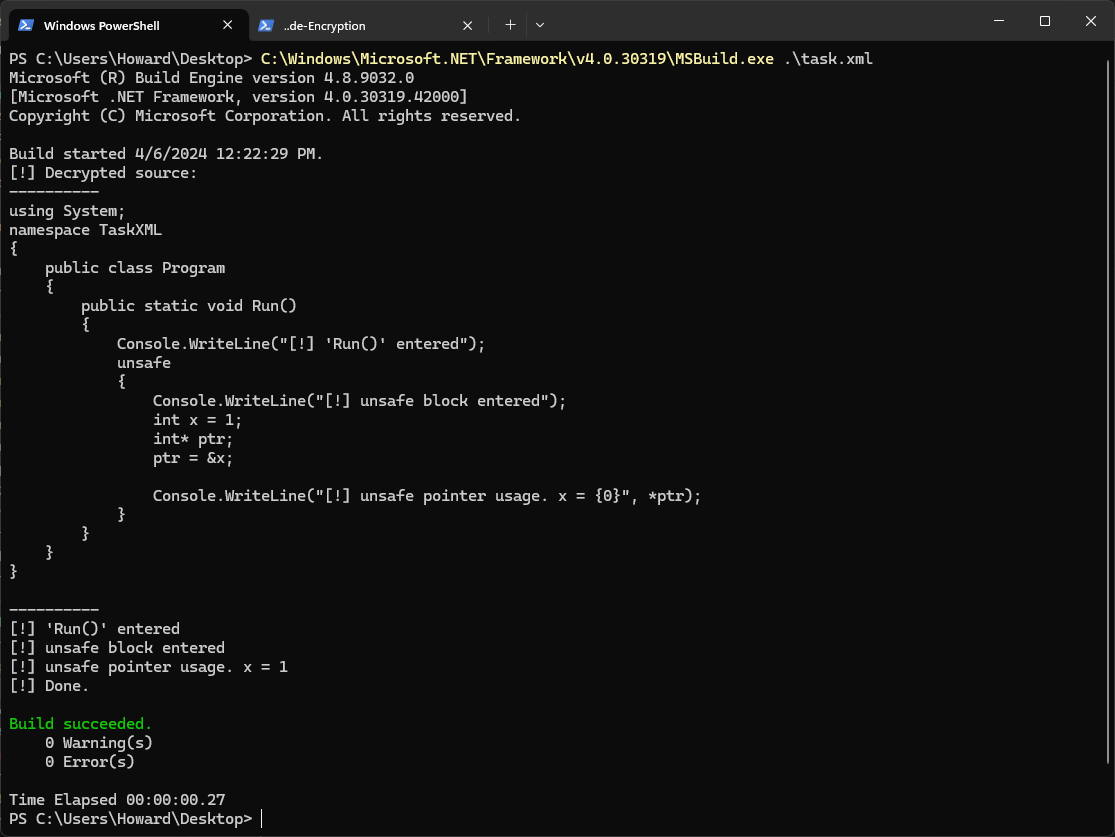 Windows PowerShell
..de-Encryption
PS C:\Users\Howard\Desktop> C:\Windows\Microsoft.NET\Framework\v4.0.30319\MSBuild.exe .\task.xml
Microsoft (R) Build Engine version 4.8.9032.0
[Microsoft .NET Framework, version 4.0.30319.42000]
Copyright (C) Microsoft Corporation. All rights reserved.
Build started 4/6/2024 12:22:29 PM.
[!] Decrypted source:
----------
using System;
namespace TaskXML
{
    public class Program
    {
        public static void Run()
        {
            Console.WriteLine("[!] 'Run()' entered");
            unsafe
            {
                Console.WriteLine("[!] unsafe block entered");
                int x = 1;
                int* ptr;
                ptr = &x;

                Console.WriteLine("[!] unsafe pointer usage. x = {0}", *ptr);
            }
        }
    }
}

----------
[!] 'Run()' entered
[!] unsafe block entered
[!] unsafe pointer usage. x = 1
[!] Done.

Build succeeded.
    0 Warning(s)
    0 Error(s)

Time Elapsed 00:00:00.27
PS C:\Users\Howard\Desktop>